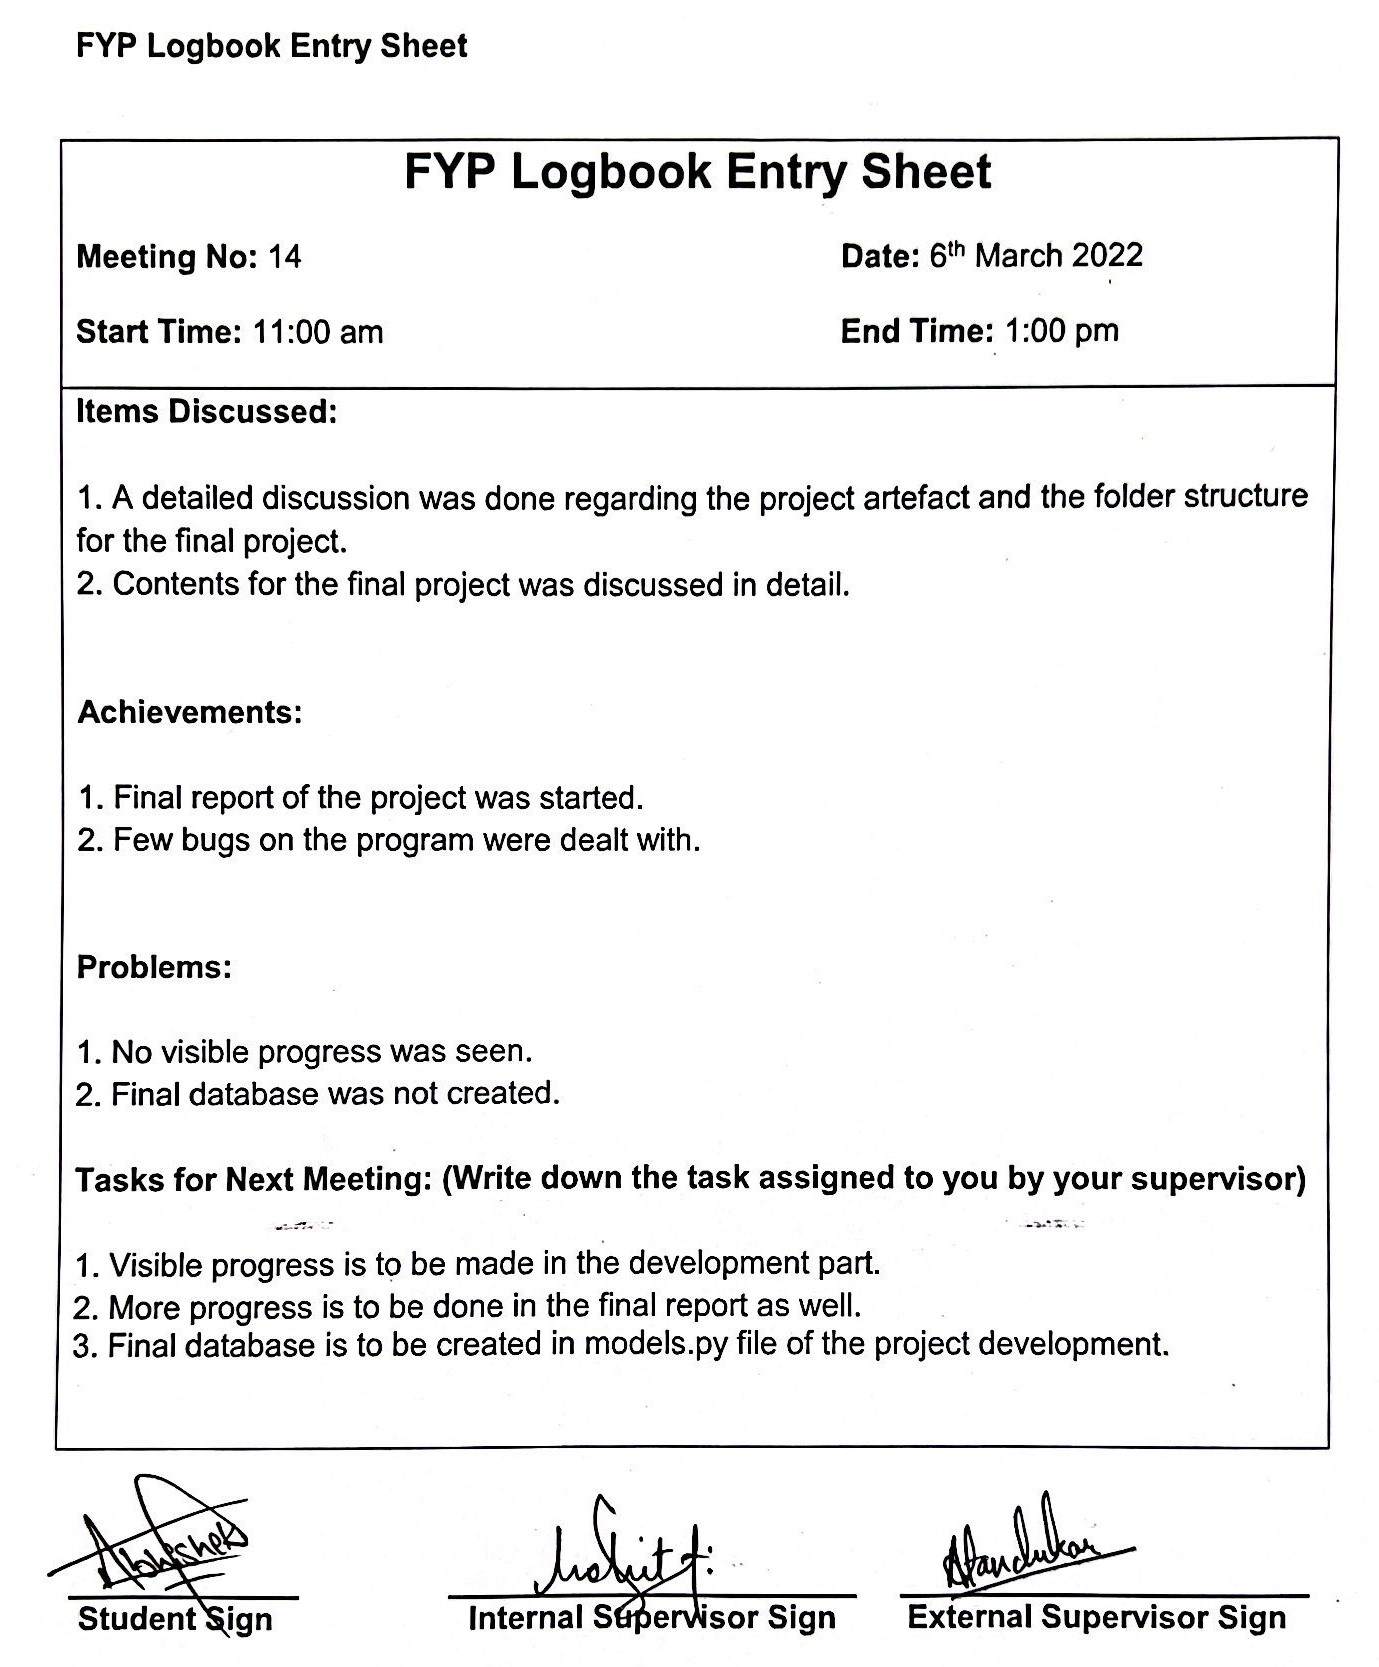 FYP Logbook Entry Sheet
FYP Logbook Entry Sheet
Meeting No: 14 Date: 6th March 2022
Start Time: 11:00 am End Time: 1:00 pm
Items Discussed:
1. A detailed discussion was done regarding the project artefact and the folder structure
for the final project.
2. Contents for the final project was discussed in detail.
Achievements:
1. Final report of the project was started.
2. Few bugs on the program were dealt with.
Problems:
1. No visible progress was seen.
2. Final database was not created.
Tasks for Next Meeting: (Write down the task assigned to you by your supervisor)
1. Visible progress is to be made in the development part.
2. More progress is to be done in the final report as well.
3. Final database is to be created in models.py file of the project development.
Abhishek
Student Sign Internal Supervisor Sign External Supervisor Sign